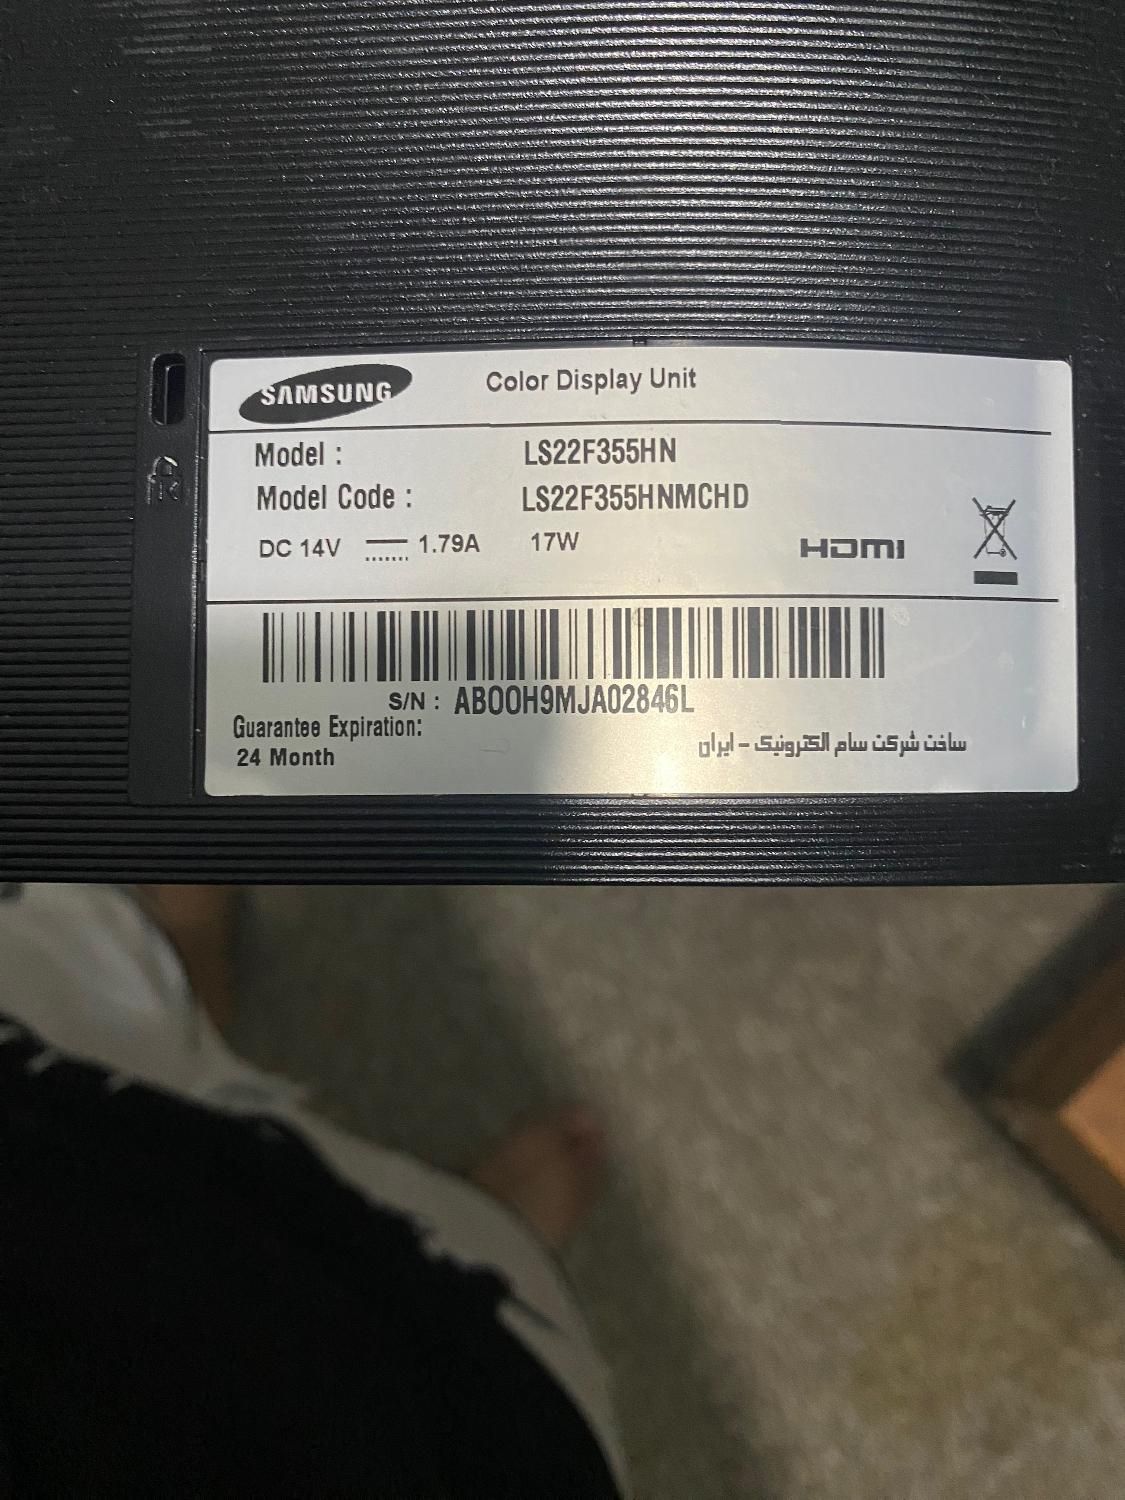 SAMSUNG Color Display Unit
Model : LS22F355HN
Model Code : LS22F355HNMCHD
DC 14V 1.79A 17W HDMI
S/N : AB00H9MJA02846L
Guarantee Expiration:
24 Month
ساخت شرکت سام الکترونیک - ایران